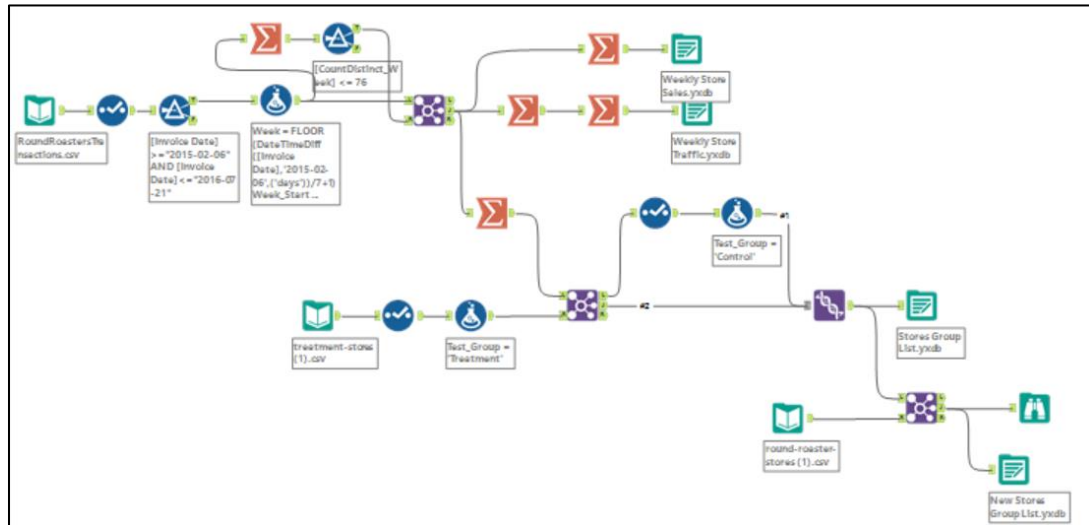 [CountDistinct_W
eek] <= 76
Weekly Store
Sales.yxdb
RoundRoastersTra
nsactions.csv
[Invoice Date]
>="2015-02-06"
AND [Invoice
Date]<="2016-07
-21"
Week = FLOOR
(DateTimeDiff
([Invoice
Date],'2015-02-
06',('days'))/7+1)
Week_Start ...
Weekly Store
Traffic.yxdb
#1
Test_Group =
'Control'
#2
treatment-stores
(1).csv
Test_Group =
'Treatment'
Stores Group
List.yxdb
round-roaster-
stores (1).csv
New Stores
Group List.yxdb